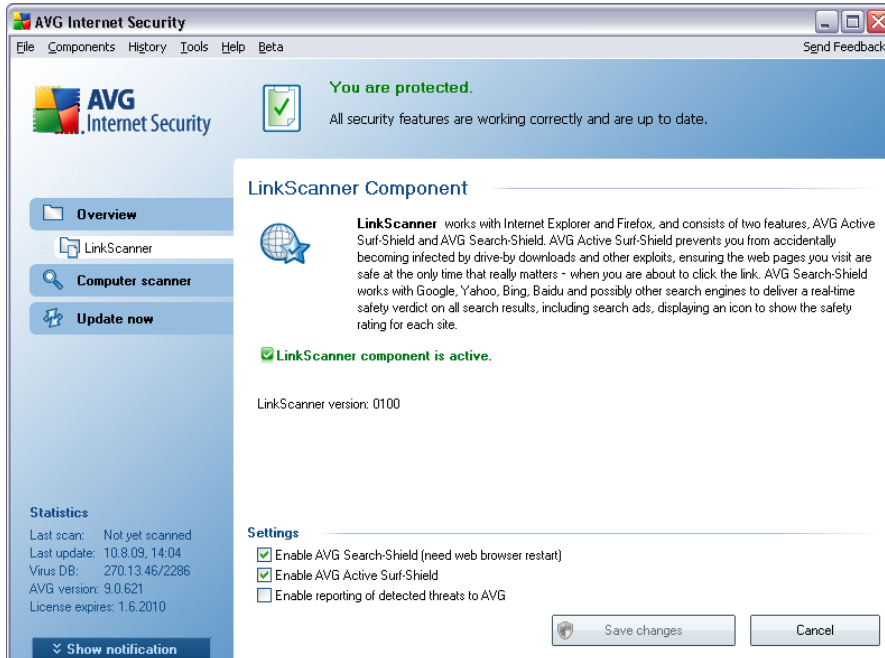 AVG Internet Security
File Components History Tools Help Beta Send Feedback
AVG
Internet Security
You are protected.
All security features are working correctly and are up to date.
Overview
LinkScanner
Computer scanner
Update now
LinkScanner Component
LinkScanner works with Internet Explorer and Firefox, and consists of two features, AVG Active
Surf-Shield and AVG Search-Shield. AVG Active Surf-Shield prevents you from accidentally
becoming infected by drive-by downloads and other exploits, ensuring the web pages you visit are
safe at the only time that really matters - when you are about to click the link. AVG Search-Shield
works with Google, Yahoo, Bing, Baidu and possibly other search engines to deliver a real-time
safety verdict on all search results, including search ads, displaying an icon to show the safety
rating for each site.
LinkScanner component is active.
LinkScanner version: 0100
Statistics
Last scan: Not yet scanned
Last update: 10.8.09, 14:04
Virus DB: 270.13.46/2286
AVG version: 9.0.621
License expires: 1.6.2010
Show notification
Settings
Enable AVG Search-Shield (need web browser restart)
Enable AVG Active Surf-Shield
Enable reporting of detected threats to AVG
Save changes
Cancel